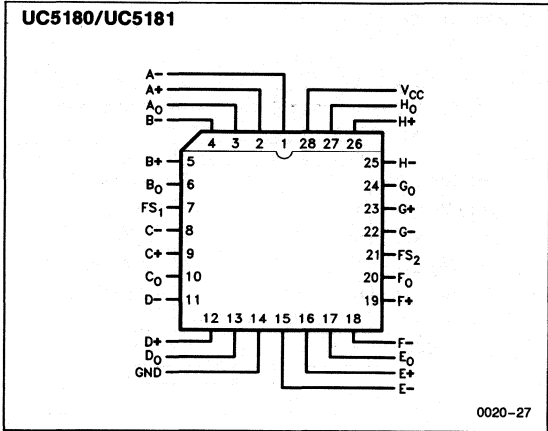 UC5180/UC5181
A-
A+
A0
B-
VCC
H0
H+
4 3 2 1 28 27 26
B+ 5
B0 6
FS1 7
C- 8
C+ 9
C0 10
D- 11
25 H-
24 G0
23 G+
22 G-
21 FS2
20 F0
19 F+
12 13 14 15 16 17 18
D+
D0
GND
F-
E0
E+
E-
0020-27